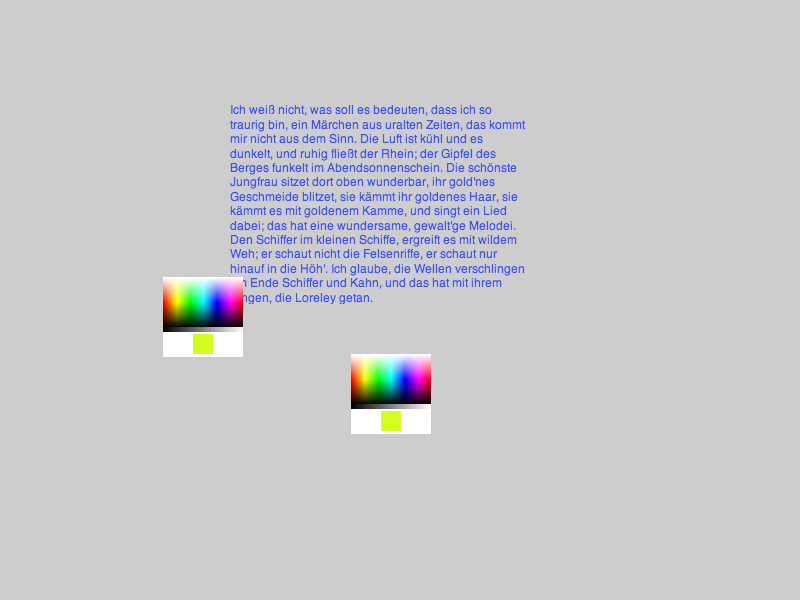 Ich weiß nicht, was soll es bedeuten, dass ich so
traurig bin, ein Märchen aus uralten Zeiten, das kommt
mir nicht aus dem Sinn. Die Luft ist kühl und es
dunkelt, und ruhig fließt der Rhein; der Gipfel des
Berges funkelt im Abendsonnenschein. Die schönste
Jungfrau sitzet dort oben wunderbar, ihr gold'nes
Geschmeide blitzet, sie kämmt ihr goldenes Haar, sie
kämmt es mit goldenem Kamme, und singt ein Lied
dabei; das hat eine wundersame, gewalt'ge Melodei.
Den Schiffer im kleinen Schiffe, ergreift es mit wildem
Weh; er schaut nicht die Felsenriffe, er schaut nur
hinauf in die Höh'. Ich glaube, die Wellen verschlingen
Ende Schiffer und Kahn, und das hat mit ihrem
die Loreley getan.